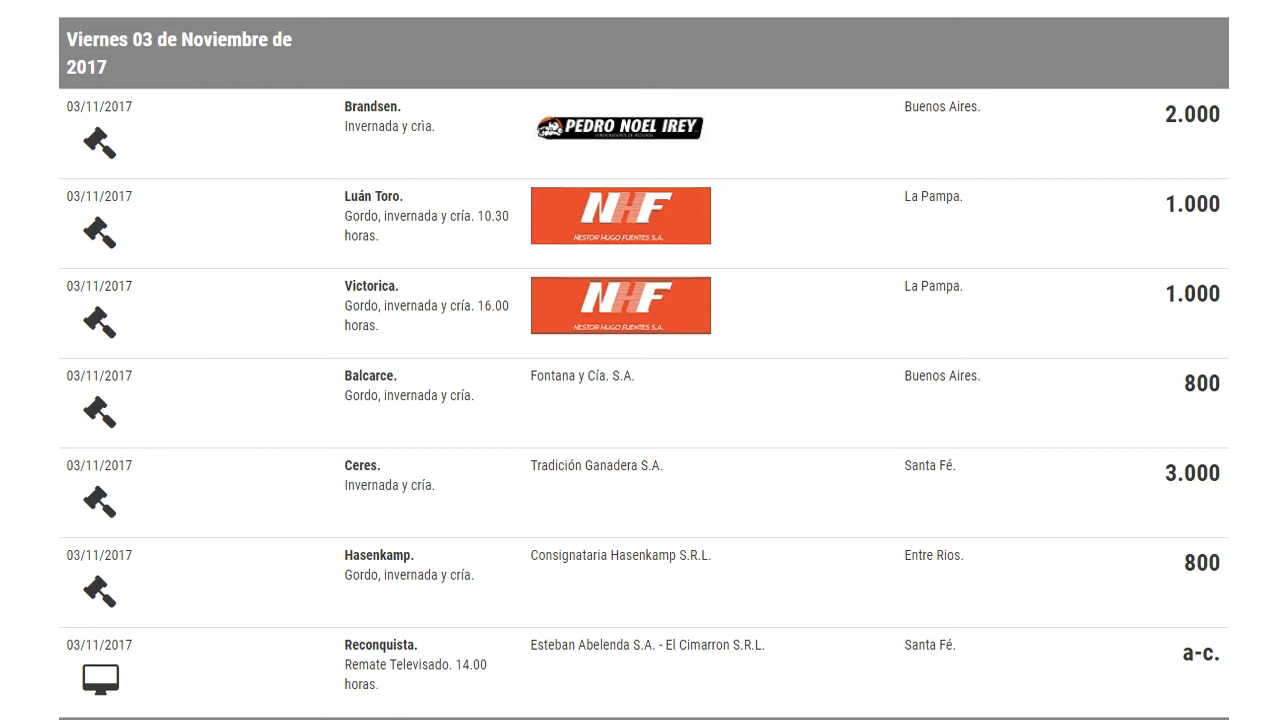 Viernes 03 de Noviembre de
2017
03/11/2017
Brandsen.
Invernada y crìa.
PEDRO NOEL IREY
CONSIGNATARIOS DE HACIENDA
Buenos Aires.
2.000
03/11/2017
Luán Toro.
Gordo, invernada y cría. 10.30
horas.
NHF
NESTOR HUGO FUENTES S.A.
La Pampa.
1.000
03/11/2017
Victorica.
Gordo, invernada y cría. 16.00
horas.
NHF
NESTOR HUGO FUENTES S.A.
La Pampa.
1.000
03/11/2017
Balcarce.
Gordo, invernada y cría.
Fontana y Cía. S.A.
Buenos Aires.
800
03/11/2017
Ceres.
Invernada y cría.
Tradición Ganadera S.A.
Santa Fé.
3.000
03/11/2017
Hasenkamp.
Gordo, invernada y cría.
Consignataria Hasenkamp S.R.L.
Entre Rios.
800
03/11/2017
Reconquista.
Remate Televisado. 14.00
horas.
Esteban Abelenda S.A. - El Cimarron S.R.L.
Santa Fé.
a-c.